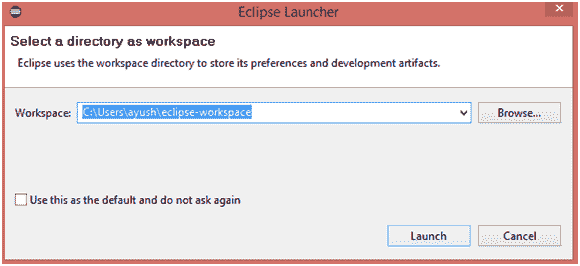 Eclipse Launcher
Select a directory as workspace
Eclipse uses the workspace directory to store its preferences and development artifacts.
Workspace: C:\Users\ayush\eclipse-workspace Browse...
Use this as the default and do not ask again
Launch Cancel